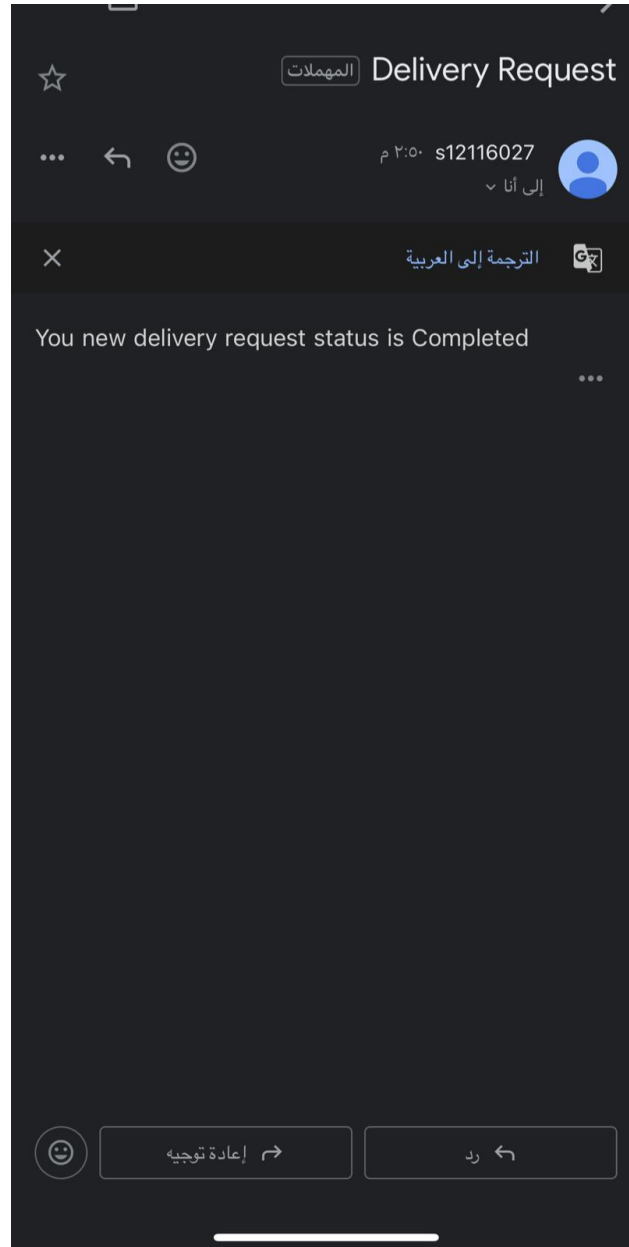 Delivery Request المهملات
s12116027 ٢:٥٠ م
إلى أنا
الترجمة إلى العربية
You new delivery request status is Completed
رد
إعادة توجيه